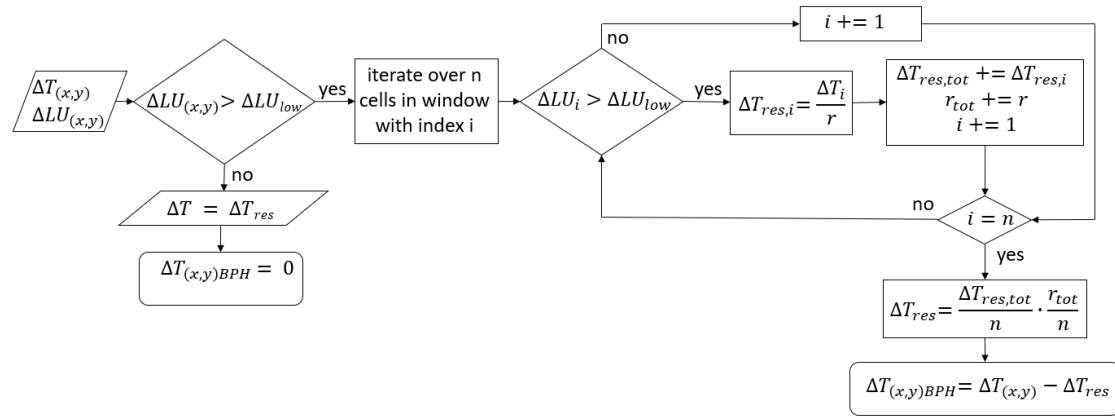 ΔT(x,y)
ΔLU(x,y)
ΔLU(x,y) > ΔLUlow
yes
no
ΔT = ΔTres
ΔT(x,y)BPH = 0
iterate over n
cells in window
with index i
ΔLUi > ΔLUlow
no
i += 1
yes
ΔTres,i = ΔTi / r
ΔTres,tot += ΔTres,i
rtot += r
i += 1
no
i = n
yes
ΔTres = ΔTres,tot / n · rtot / n
ΔT(x,y)BPH = ΔT(x,y) − ΔTres